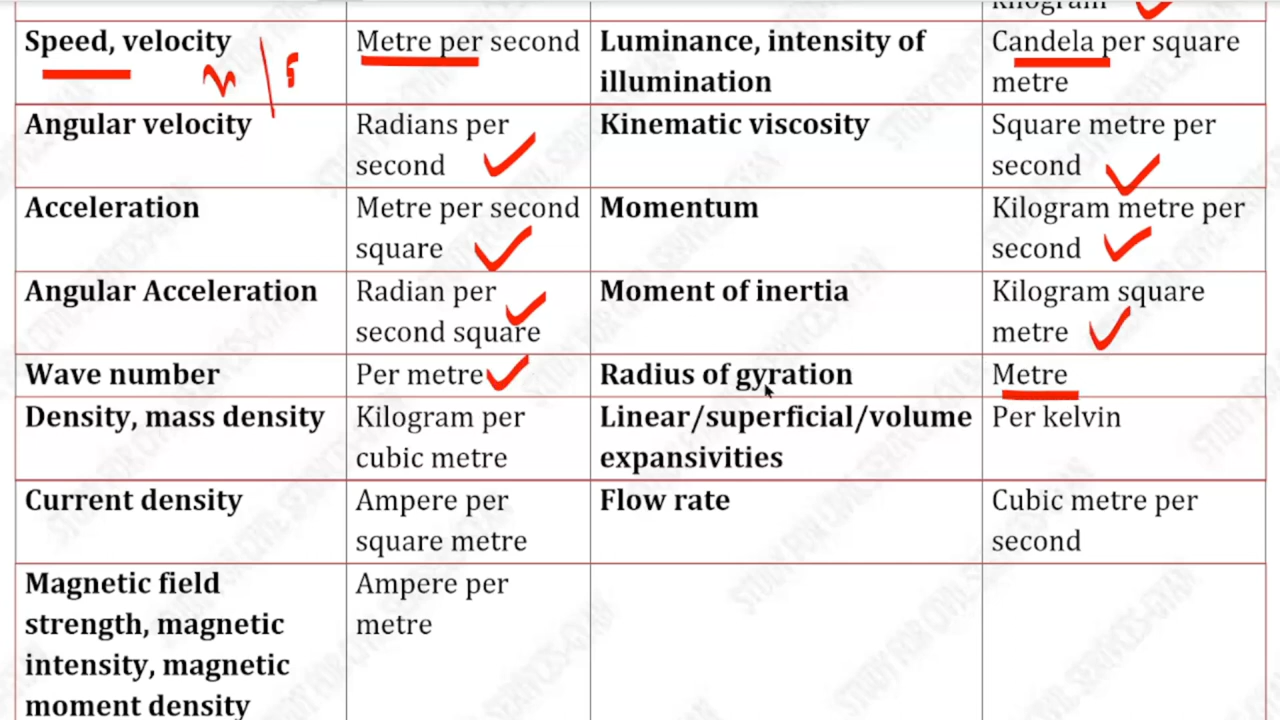 kilogram
Speed, velocity
Metre per second
Luminance, intensity of
illumination
Candela per square
metre
m/s
Angular velocity
Radians per
second
Kinematic viscosity
Square metre per
second
Acceleration
Metre per second
square
Momentum
Kilogram metre per
second
Angular Acceleration
Radian per
second square
Moment of inertia
Kilogram square
metre
Wave number
Per metre
Radius of gyration
Metre
Density, mass density
Kilogram per
cubic metre
Linear/superficial/volume
expansivities
Per kelvin
Current density
Ampere per
square metre
Flow rate
Cubic metre per
second
Magnetic field
strength, magnetic
intensity, magnetic
moment density
Ampere per
metre